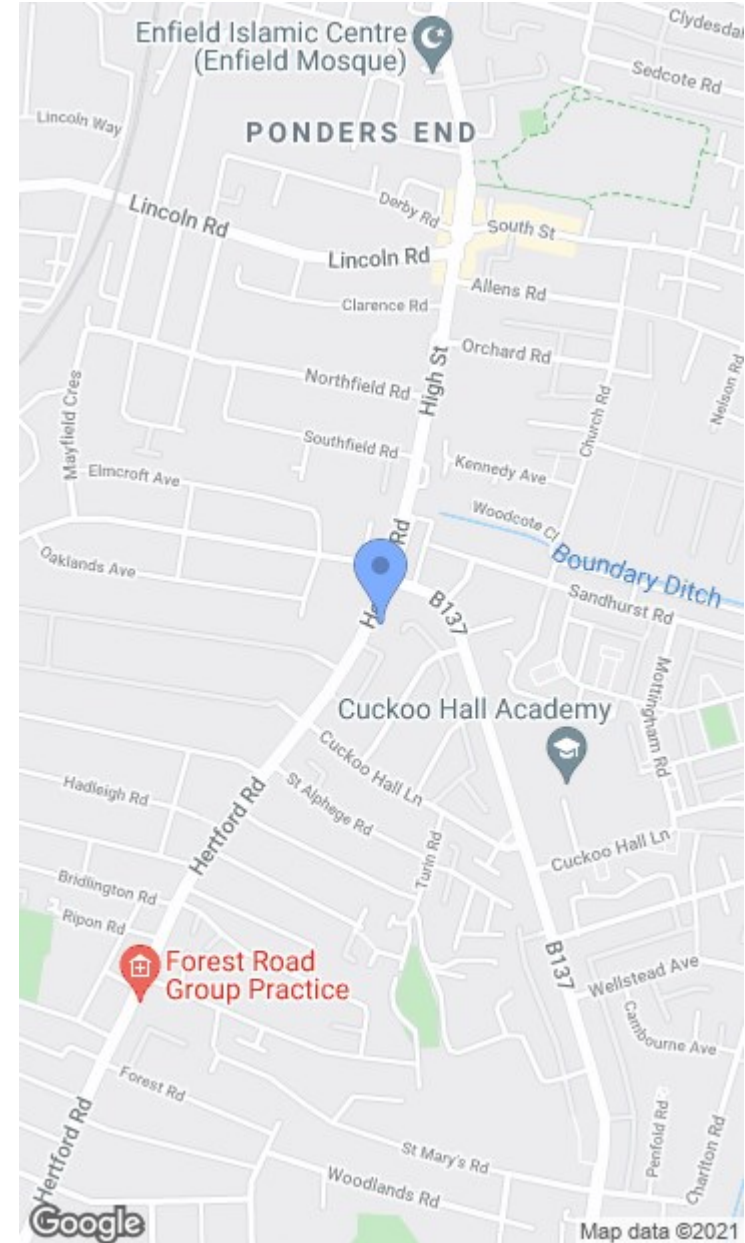 Clydesdal
Enfield Islamic Centre
(Enfield Mosque)
Sedcote Rd
Lincoln Way
PONDERS END
Derby Rd
Lincoln Rd
South St
Lincoln Rd
Allens Rd
Clarence Rd
Orchard Rd
High St
Northfield Rd
Nelson Rd
Mayfield Cres
Church Rd
Southfield Rd
Kennedy Ave
Elmcroft Ave
Woodcote Cl
Rd
Boundary Ditch
Oaklands Ave
Sandhurst Rd
He
B137
Mottingham Rd
Cuckoo Hall Academy
Cuckoo Hall Ln
Hadleigh Rd
St Alphege Rd
Hertford Rd
Turin Rd
Cuckoo Hall Ln
Bridlington Rd
Ripon Rd
B137
Forest Road
Group Practice
Wellstead Ave
Cambourne Ave
Forest Rd
Penfold Rd
Charlton Rd
Hertford Rd
St Mary's Rd
Woodlands Rd
Google
Map data ©2021